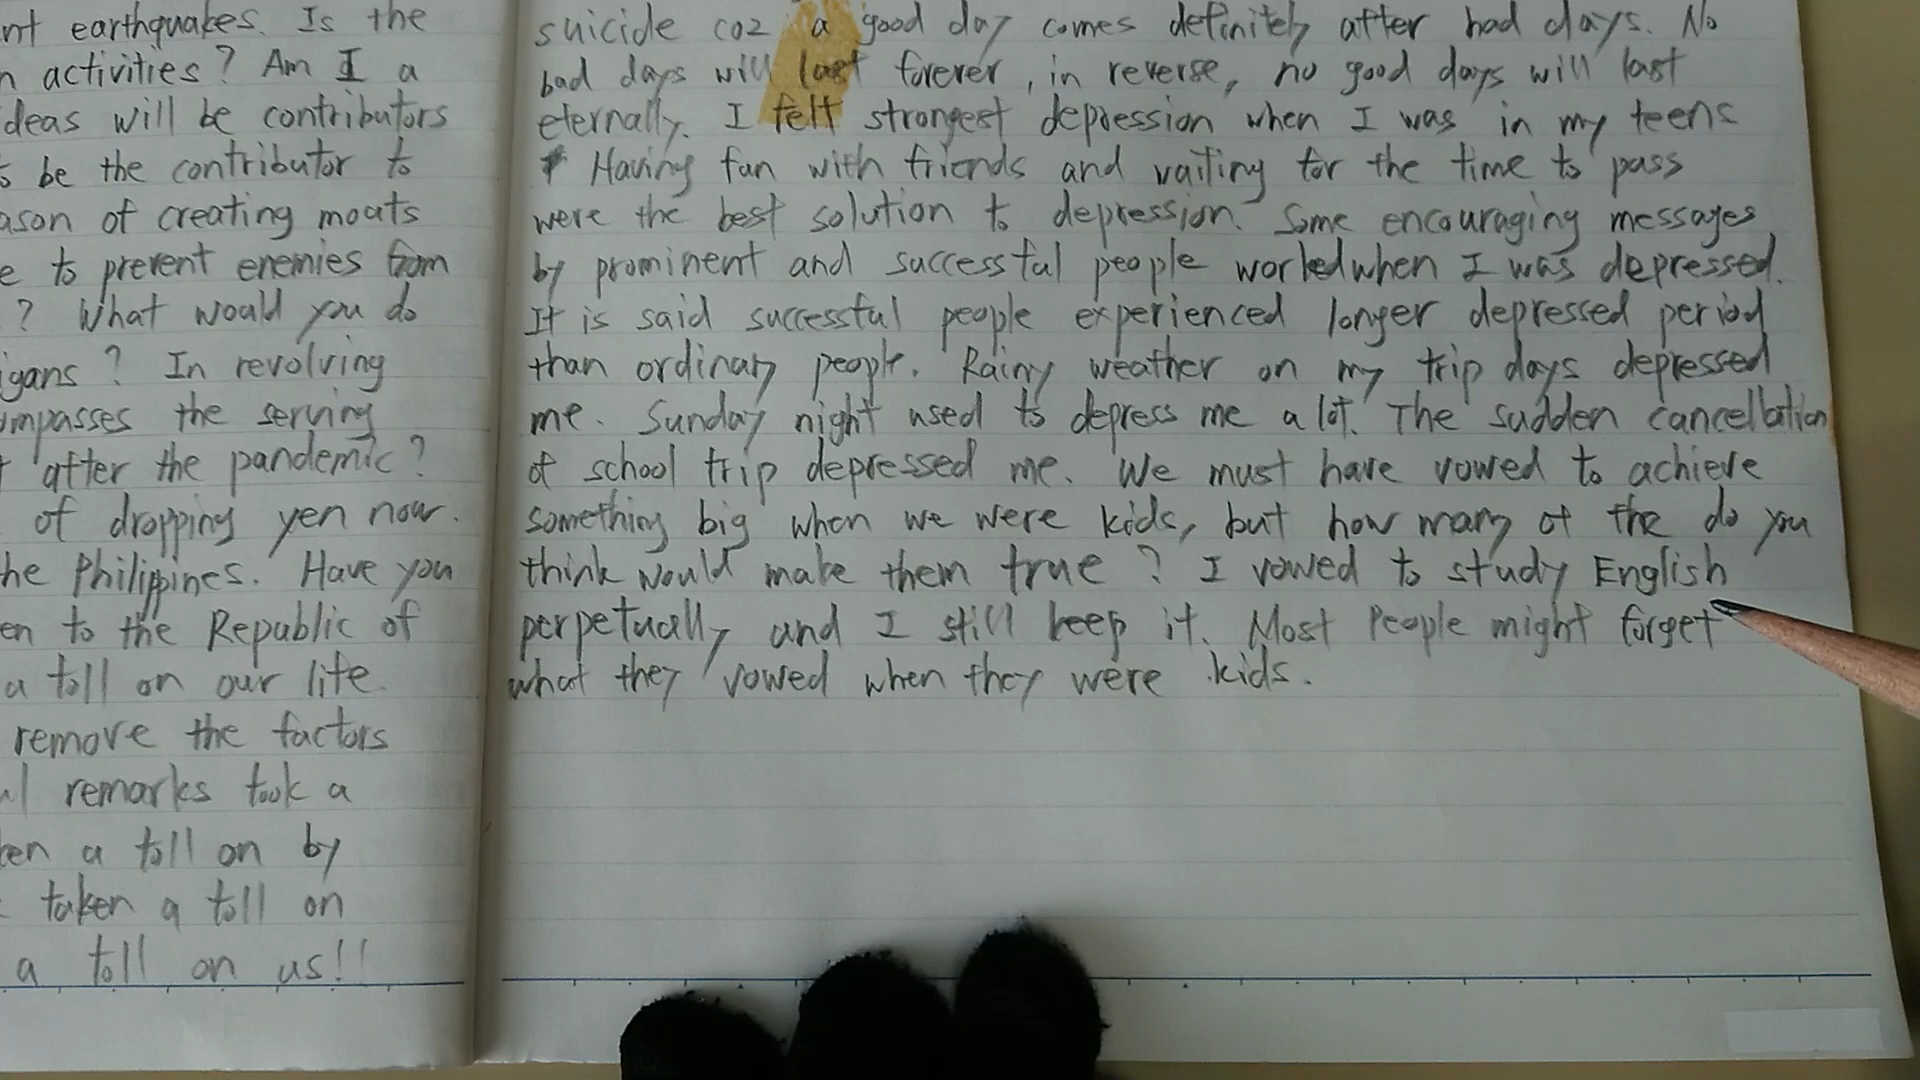 nt earthquakes. Is the
n activities? Am I a
deas will be contributors
s be the contributor to
ason of creating moats
e to prevent enemies from
? What would you do
igans? In revolving
ompasses the serving
r after the pandemic?
of dropping yen now.
he Philippines. Have you
en to the Republic of
a toll on our life
remove the factors
l remarks took a
en a toll on by
taken a toll on
a toll on us!!
suicide coz a good day comes definitely after bad days. No
bad days will last forever, in reverse, no good days will last
eternally. I felt strongest depression when I was in my teens
Having fun with friends and vaiting for the time to pass
were the best solution to depression. Some encouraging messages
by prominent and successful people worked when I was depressed.
It is said successful people experienced longer depressed period
than ordinary people. Rainy weather on my trip days depressed
me. Sunday night used to depress me a lot. The sudden cancellation
of school trip depressed me. We must have vowed to achieve
something big when we were kids, but how many of the do you
think would make them true? I vowed to study English
perpetually and I still keep it. Most People might forget
what they vowed when they were kids.